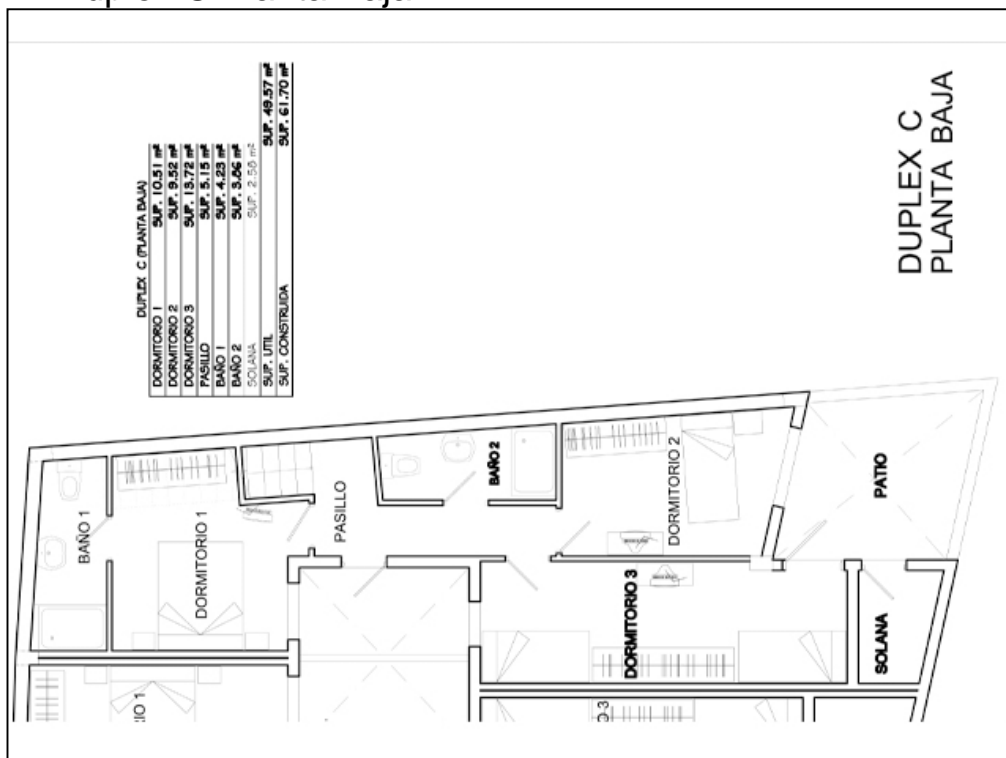 DUPLEX C (PLANTA BAJA)
DORMITORIO 1 SUP. 10.51 m²
DORMITORIO 2 SUP. 9.52 m²
DORMITORIO 3 SUP. 13.72 m²
PASILLO SUP. 5.15 m²
BAÑO 1 SUP. 4.23 m²
BAÑO 2 SUP. 3.86 m²
SOLANA SUP. 2.58 m²
SUP. UTIL SUP. 49.57 m²
SUP. CONSTRUIDA SUP. 61.70 m²
DUPLEX C
PLANTA BAJA
BAÑO 1
DORMITORIO 1
PASILLO
BAÑO 2
DORMITORIO 2
PATIO
DORMITORIO 3
SOLANA